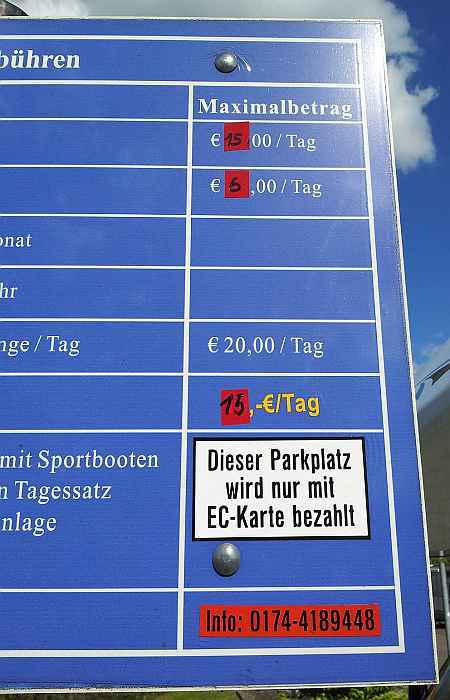 bühren
Maximalbetrag
€ 15,00 / Tag
€ 6,00 / Tag
onat
hr
nge / Tag € 20,00 / Tag
15,-€/Tag
mit Sportbooten
n Tagessatz
nlage
Dieser Parkplatz
wird nur mit
EC-Karte bezahlt
Info: 0174-4189448